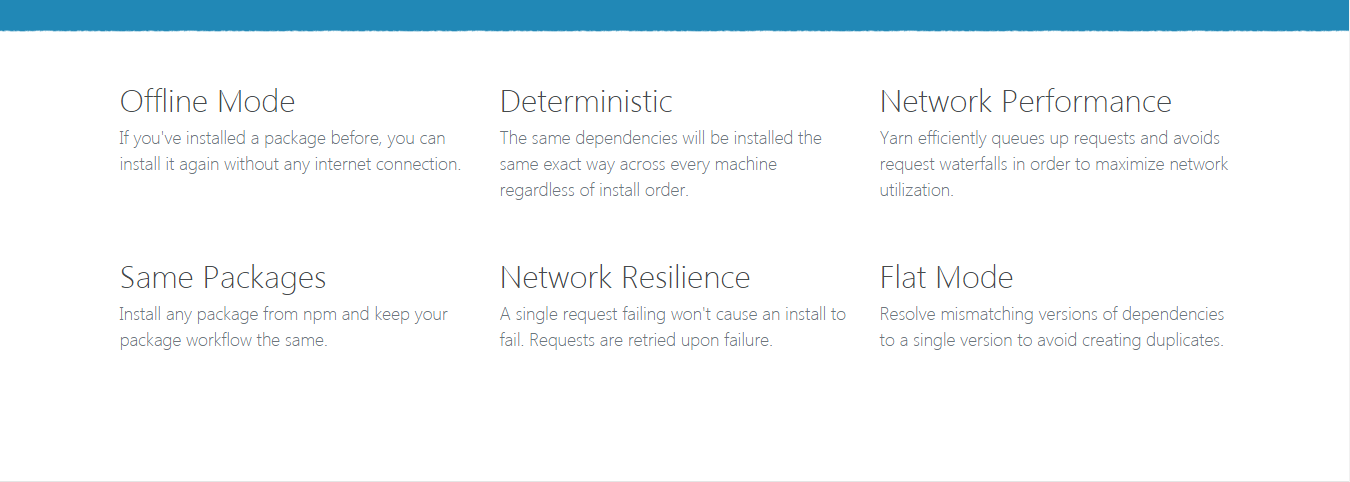 Offline Mode
If you've installed a package before, you can
install it again without any internet connection.
Deterministic
The same dependencies will be installed the
same exact way across every machine
regardless of install order.
Network Performance
Yarn efficiently queues up requests and avoids
request waterfalls in order to maximize network
utilization.
Same Packages
Install any package from npm and keep your
package workflow the same.
Network Resilience
A single request failing won't cause an install to
fail. Requests are retried upon failure.
Flat Mode
Resolve mismatching versions of dependencies
to a single version to avoid creating duplicates.